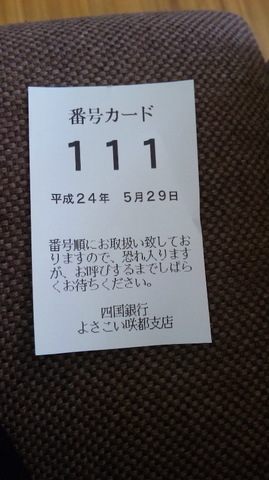 番号カード
111
平成24年 5月29日
番号順にお取扱い致してお
りますので、恐れ入ります
が、お呼びするまでしばら
くお待ちください。
四国銀行
よさこい咲都支店